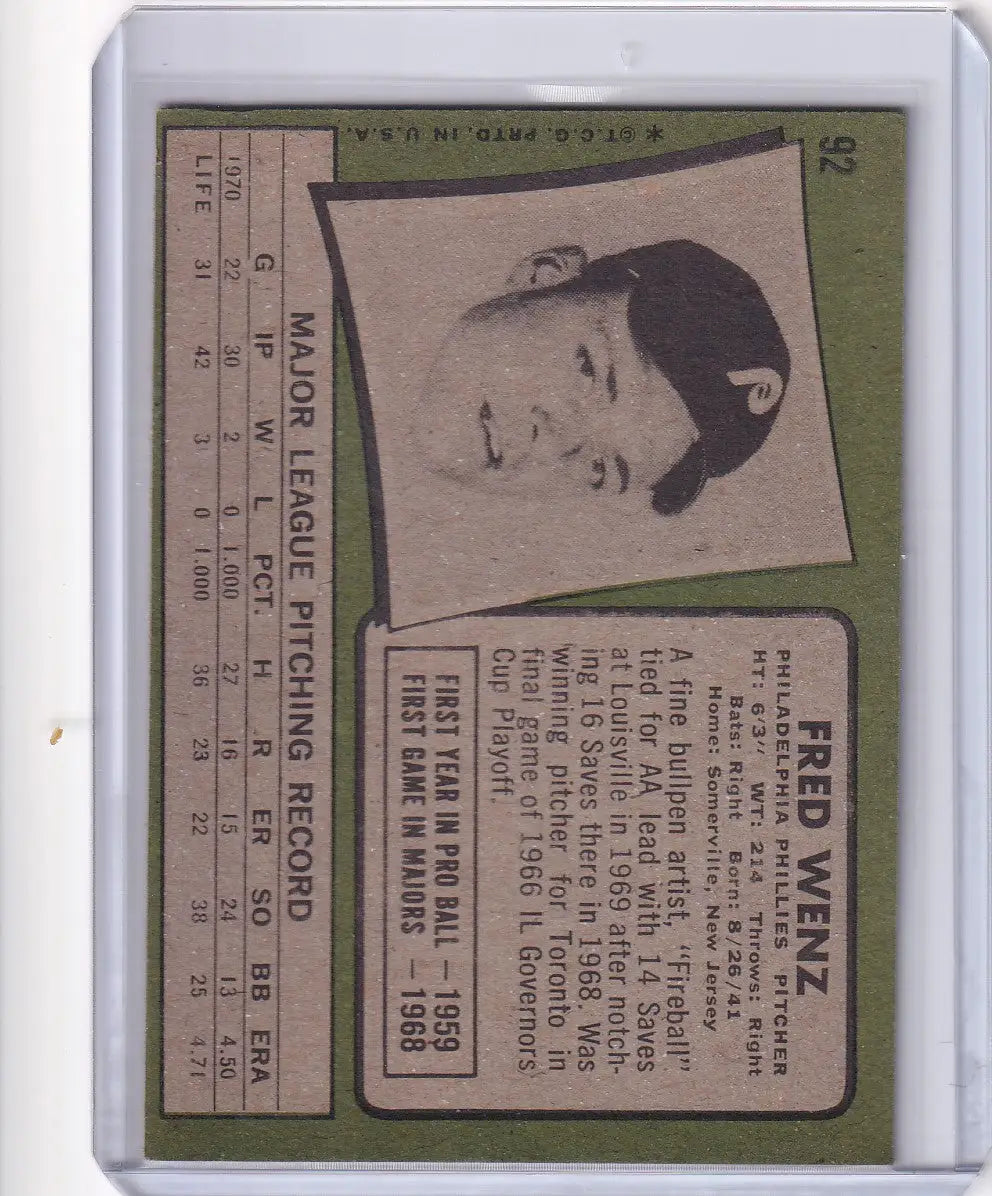 92
FRED WENZ
PHILADELPHIA PHILLIES PITCHER
HT: 6'3" WT: 214 Throws: Right
Bats: Right Born: 8/26/41
Home: Somerville, New Jersey
A fine bullpen artist, "Fireball"
tied for AA lead with 14 Saves
at Louisville in 1969 after notch-
ing 16 Saves there in 1968. Was
winning pitcher for Toronto in
final game of 1966 IL Governors'
Cup Playoff.
FIRST YEAR IN PRO BALL — 1959
FIRST GAME IN MAJORS — 1968
P
* © T.C.G. PRTD. IN U.S.A.
MAJOR LEAGUE PITCHING RECORD
G IP W L PCT. H R ER SO BB ERA
1970 22 30 2 0 1.000 27 16 15 24 13 4.50
LIFE 31 42 3 0 1.000 36 23 22 38 25 4.71